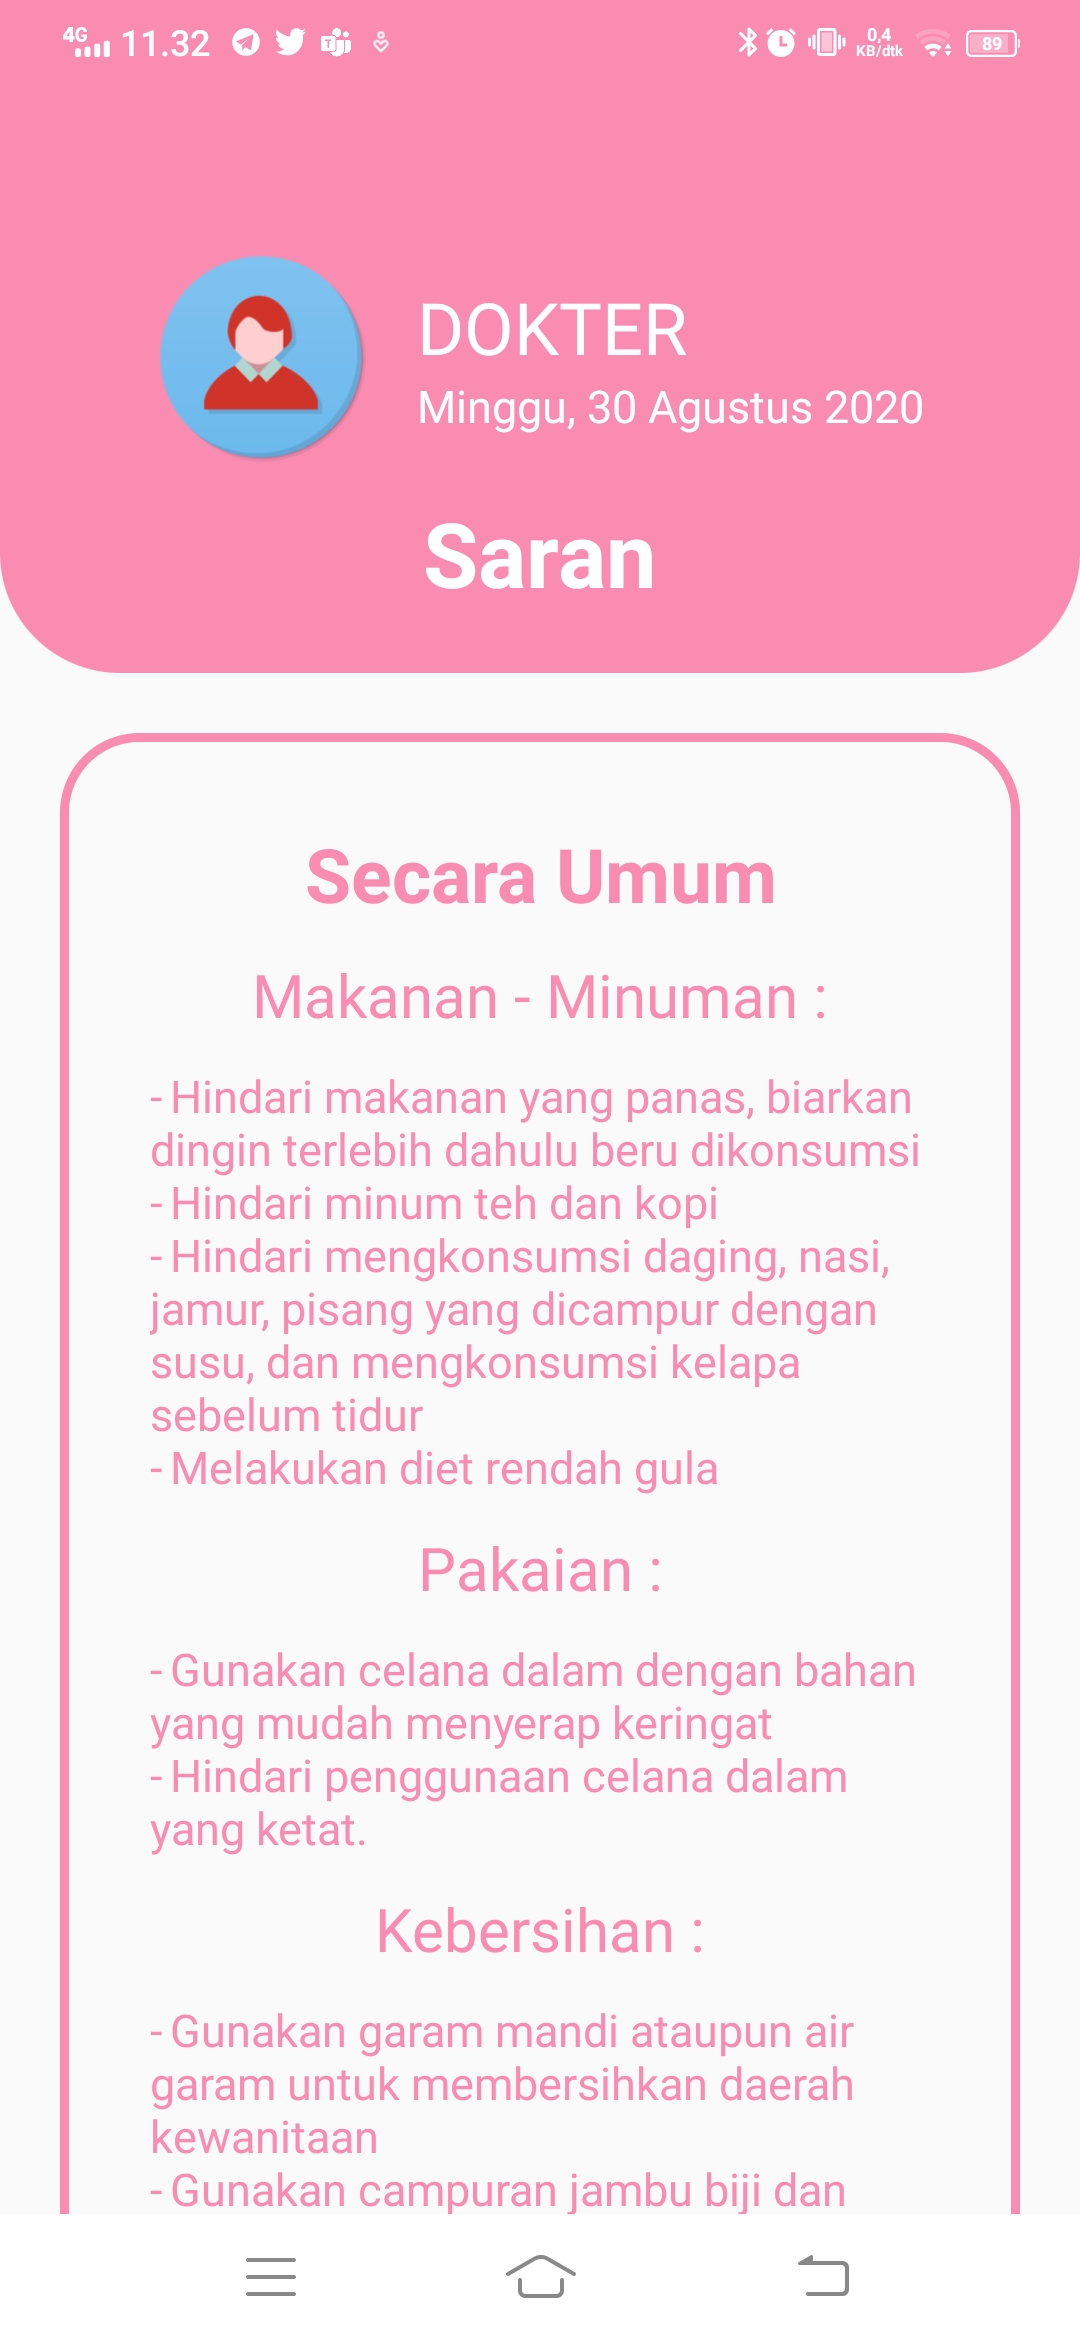 4G 11.32 0,4 KB/dtk 89
DOKTER
Minggu, 30 Agustus 2020
Saran
Secara Umum
Makanan - Minuman :
- Hindari makanan yang panas, biarkan
dingin terlebih dahulu beru dikonsumsi
- Hindari minum teh dan kopi
- Hindari mengkonsumsi daging, nasi,
jamur, pisang yang dicampur dengan
susu, dan mengkonsumsi kelapa
sebelum tidur
- Melakukan diet rendah gula
Pakaian :
- Gunakan celana dalam dengan bahan
yang mudah menyerap keringat
- Hindari penggunaan celana dalam
yang ketat.
Kebersihan :
- Gunakan garam mandi ataupun air
garam untuk membersihkan daerah
kewanitaan
- Gunakan campuran jambu biji dan